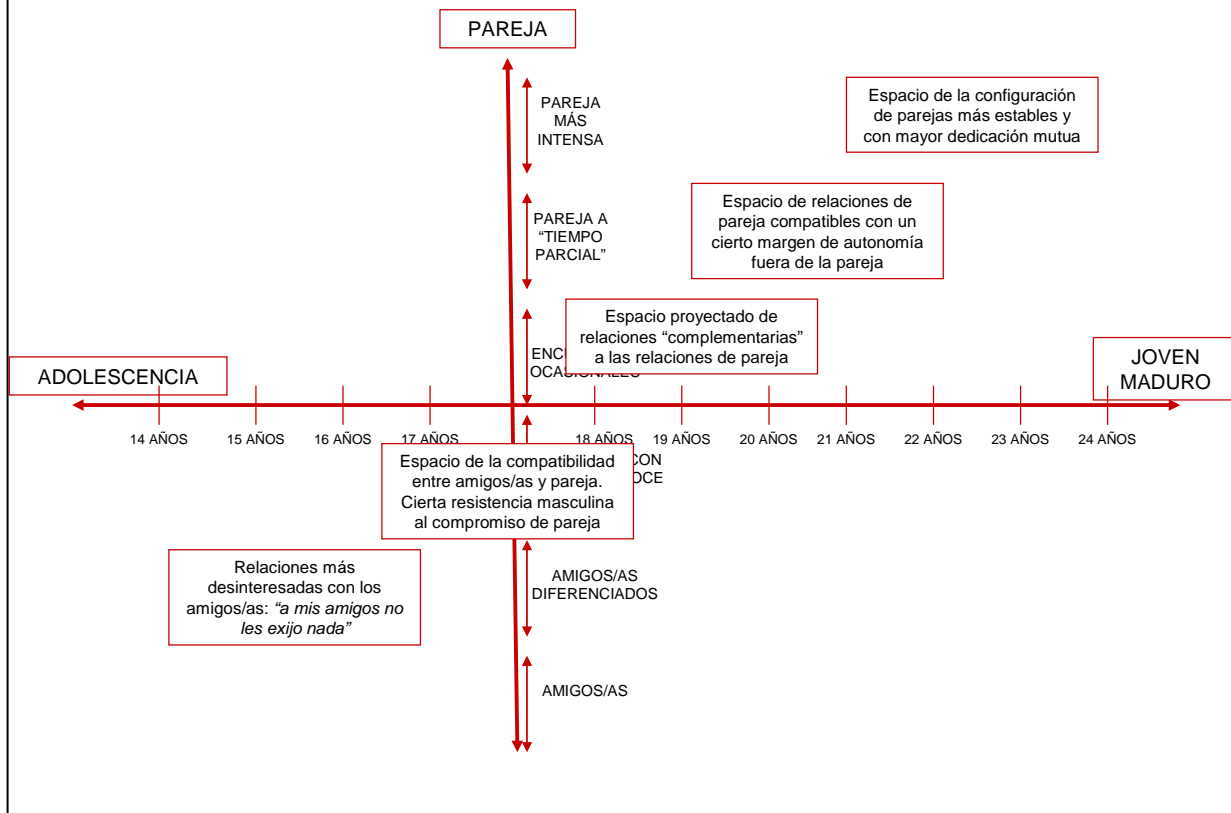 PAREJA
PAREJA
MÁS
INTENSA
Espacio de la configuración
de parejas más estables y
con mayor dedicación mutua
PAREJA A
“TIEMPO
PARCIAL”
Espacio de relaciones de
pareja compatibles con un
cierto margen de autonomía
fuera de la pareja
Espacio proyectado de
relaciones “complementarias”
a las relaciones de pareja
ADOLESCENCIA
JOVEN
MADURO
14 AÑOS 15 AÑOS 16 AÑOS 17 AÑOS 18 AÑOS 19 AÑOS 20 AÑOS 21 AÑOS 22 AÑOS 23 AÑOS 24 AÑOS
CON
Espacio de la compatibilidad
entre amigos/as y pareja.
Cierta resistencia masculina
al compromiso de pareja
Relaciones más
desinteresadas con los
amigos/as: “a mis amigos no
les exijo nada”
AMIGOS/AS
DIFERENCIADOS
AMIGOS/AS